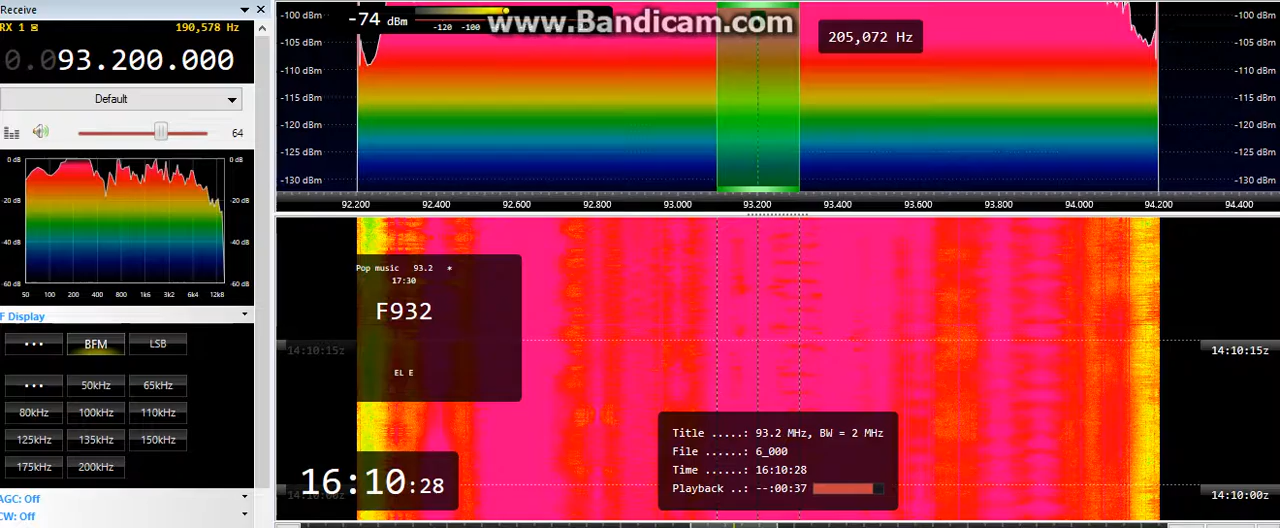 Receive
RX 1
190,578 Hz
0.093.200.000
Default
64
0 dB
-20
-40
-60
0 dB
-20
-40
-60
50 100 200 400 800 1k6 3k2 6k4 12k8
F Display
... BFM LSB
... 50kHz 65kHz
80kHz 100kHz 110kHz
125kHz 135kHz 150kHz
175kHz 200kHz
AGC: Off
CW: Off
-74 dBm
-120 -100
www.Bandicam.com
205,072 Hz
-100 dBm
-105 dBm
-110 dBm
-115 dBm
-120 dBm
-125 dBm
-130 dBm
-100 dBm
-105 dBm
-110 dBm
-115 dBm
-120 dBm
-125 dBm
-130 dBm
92.200 92.400 92.600 92.800 93.000 93.200 93.400 93.600 93.800 94.000 94.200 94.400
Pop music 93.2 *
17:30
F932
EL E
14:10:15z
14:10:15z
Title .....: 93.2 MHz, BW = 2 MHz
File ......: 6_000
Time ......: 16:10:28
Playback ..: --:00:37
16:10:28
14:10:00z
14:10:00z